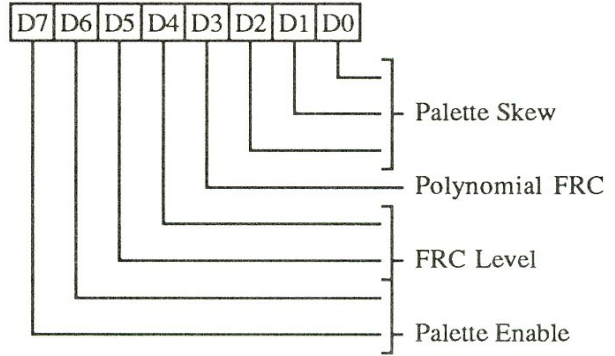 D7 D6 D5 D4 D3 D2 D1 D0
Palette Skew
Polynomial FRC
FRC Level
Palette Enable